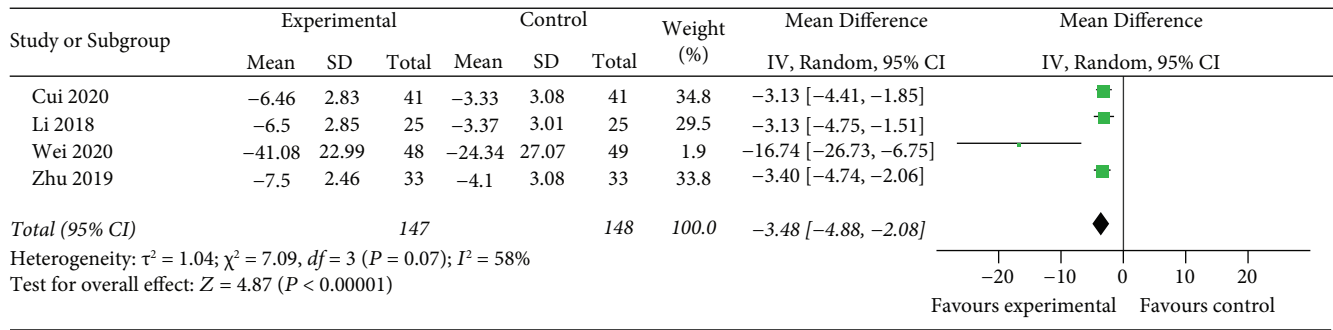 Study or Subgroup Experimental Control Weight (%) Mean Difference Mean Difference
Mean SD Total Mean SD Total IV, Random, 95% CI IV, Random, 95% CI
Cui 2020 −6.46 2.83 41 −3.33 3.08 41 34.8 −3.13 [−4.41, −1.85]
Li 2018 −6.5 2.85 25 −3.37 3.01 25 29.5 −3.13 [−4.75, −1.51]
Wei 2020 −41.08 22.99 48 −24.34 27.07 49 1.9 −16.74 [−26.73, −6.75]
Zhu 2019 −7.5 2.46 33 −4.1 3.08 33 33.8 −3.40 [−4.74, −2.06]
Total (95% CI) 147 148 100.0 −3.48 [−4.88, −2.08]
Heterogeneity: τ² = 1.04; χ² = 7.09, df = 3 (P = 0.07); I² = 58%
Test for overall effect: Z = 4.87 (P < 0.00001)
−20 −10 0 10 20
Favours experimental Favours control